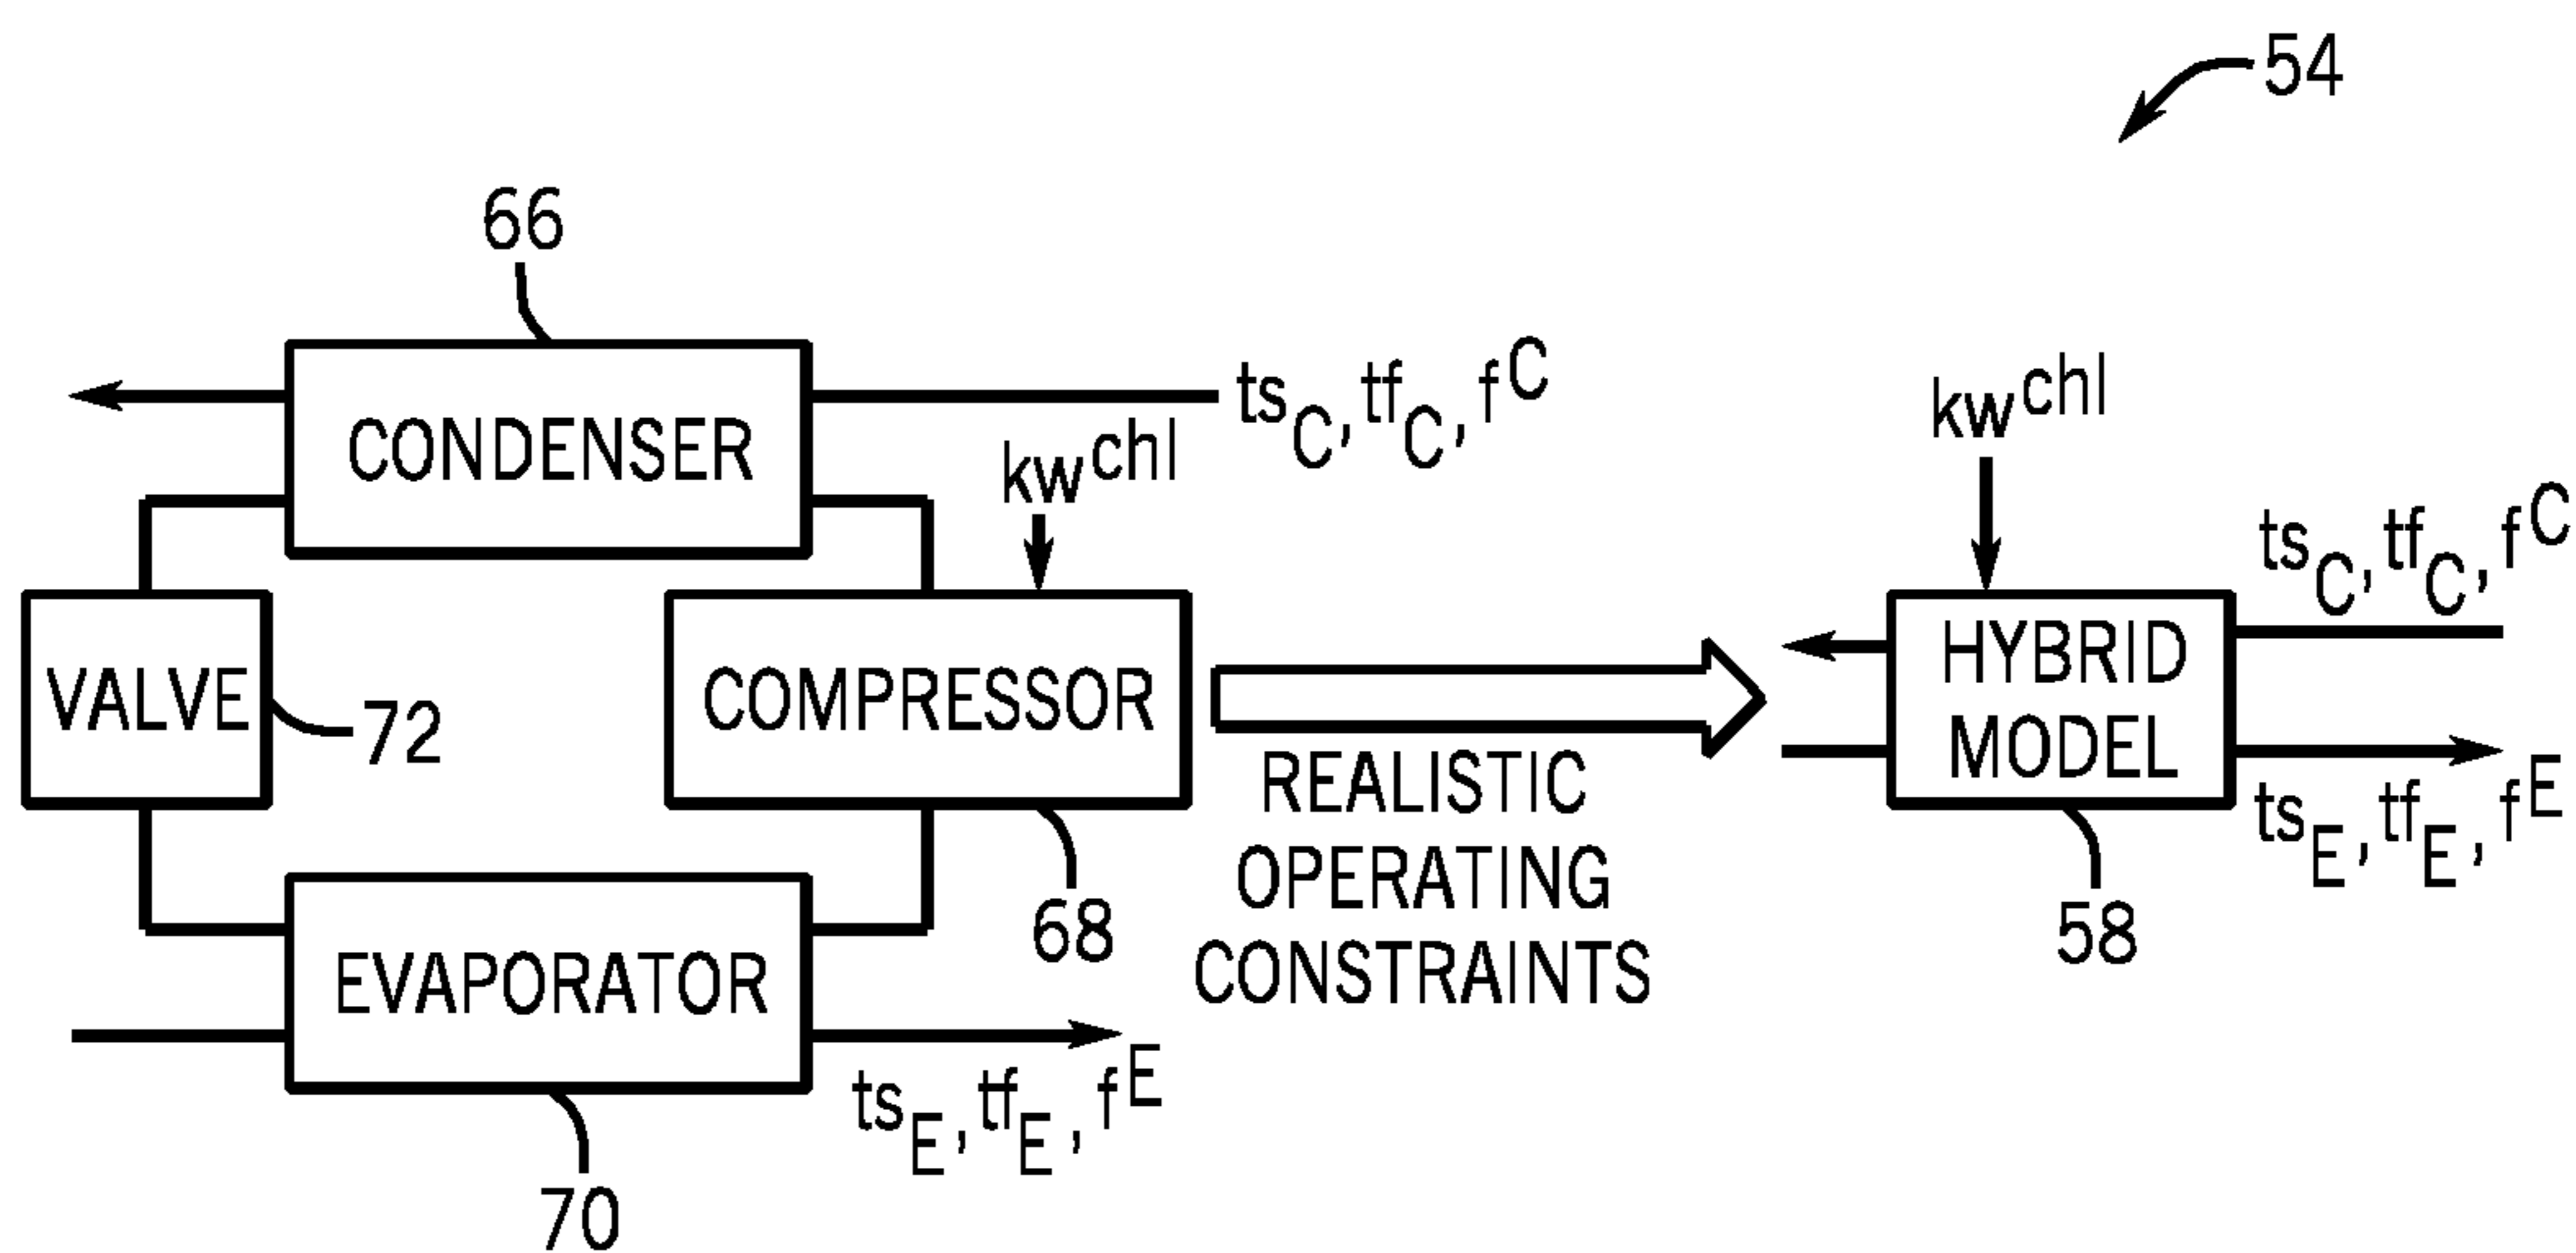 54
66
CONDENSER
ts_C, tf_C, f^C
kw^chl
VALVE
72
COMPRESSOR
68
EVAPORATOR
ts_E, tf_E, f^E
70
REALISTIC
OPERATING
CONSTRAINTS
kw^chl
ts_C, tf_C, f^C
HYBRID
MODEL
ts_E, tf_E, f^E
58